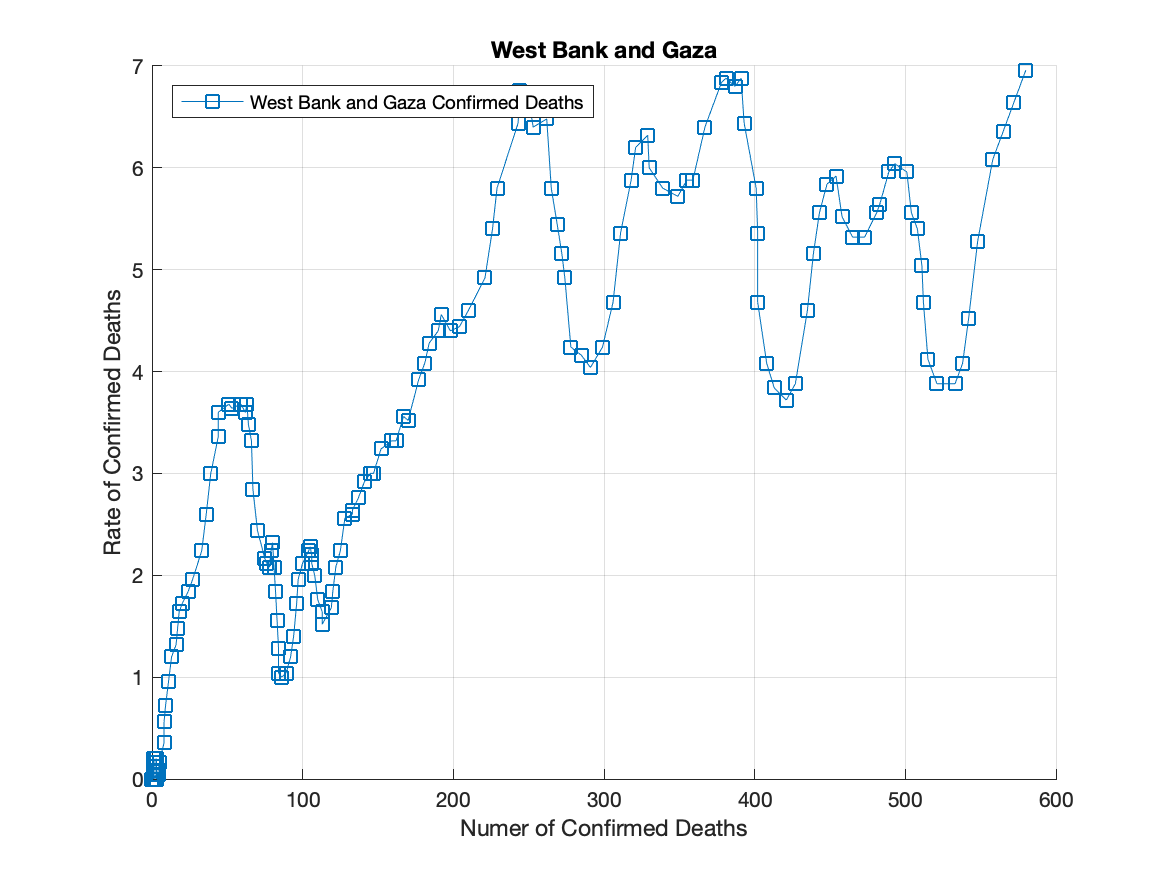 West Bank and Gaza
7
West Bank and Gaza Confirmed Deaths
6
5
4
3
2
1
0
Rate of Confirmed Deaths
0 100 200 300 400 500 600
Numer of Confirmed Deaths